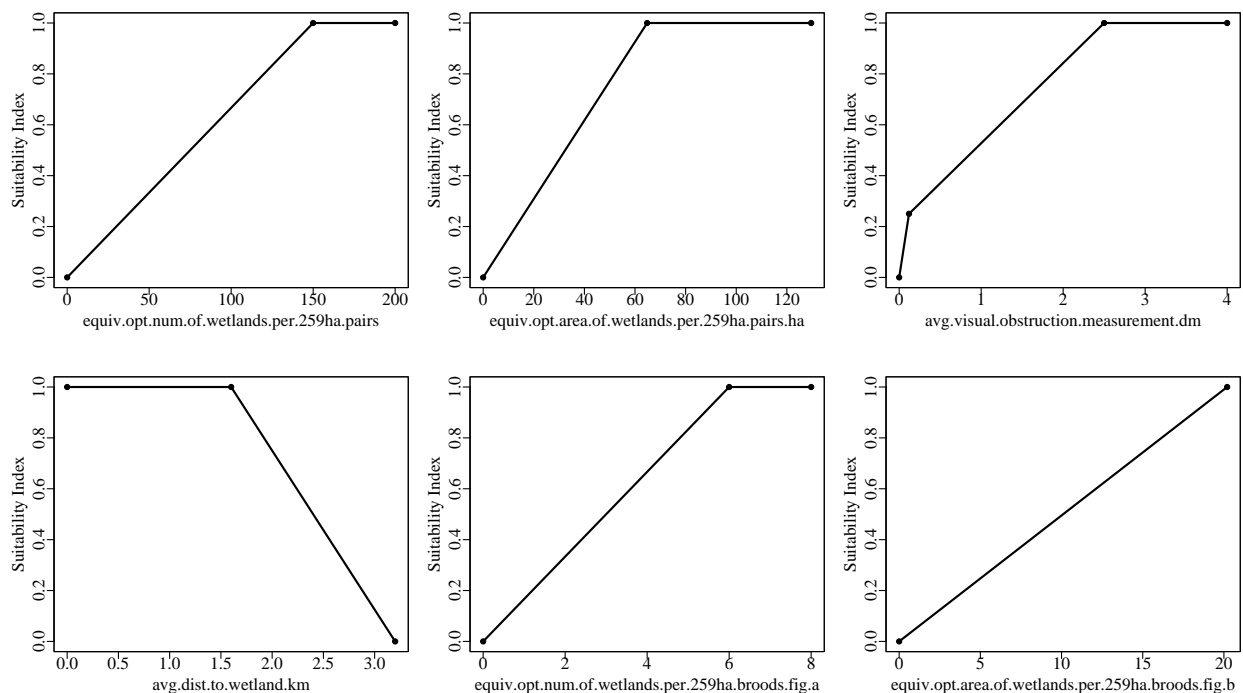 Suitability Index
0.0 0.2 0.4 0.6 0.8 1.0
0 50 100 150 200
equiv.opt.num.of.wetlands.per.259ha.pairs
Suitability Index
0.0 0.2 0.4 0.6 0.8 1.0
0 20 40 60 80 100 120
equiv.opt.area.of.wetlands.per.259ha.pairs.ha
Suitability Index
0.0 0.2 0.4 0.6 0.8 1.0
0 1 2 3 4
avg.visual.obstruction.measurement.dm
Suitability Index
0.0 0.2 0.4 0.6 0.8 1.0
0.0 0.5 1.0 1.5 2.0 2.5 3.0
avg.dist.to.wetland.km
Suitability Index
0.0 0.2 0.4 0.6 0.8 1.0
0 2 4 6 8
equiv.opt.num.of.wetlands.per.259ha.broods.fig.a
Suitability Index
0.0 0.2 0.4 0.6 0.8 1.0
0 5 10 15 20
equiv.opt.area.of.wetlands.per.259ha.broods.fig.b